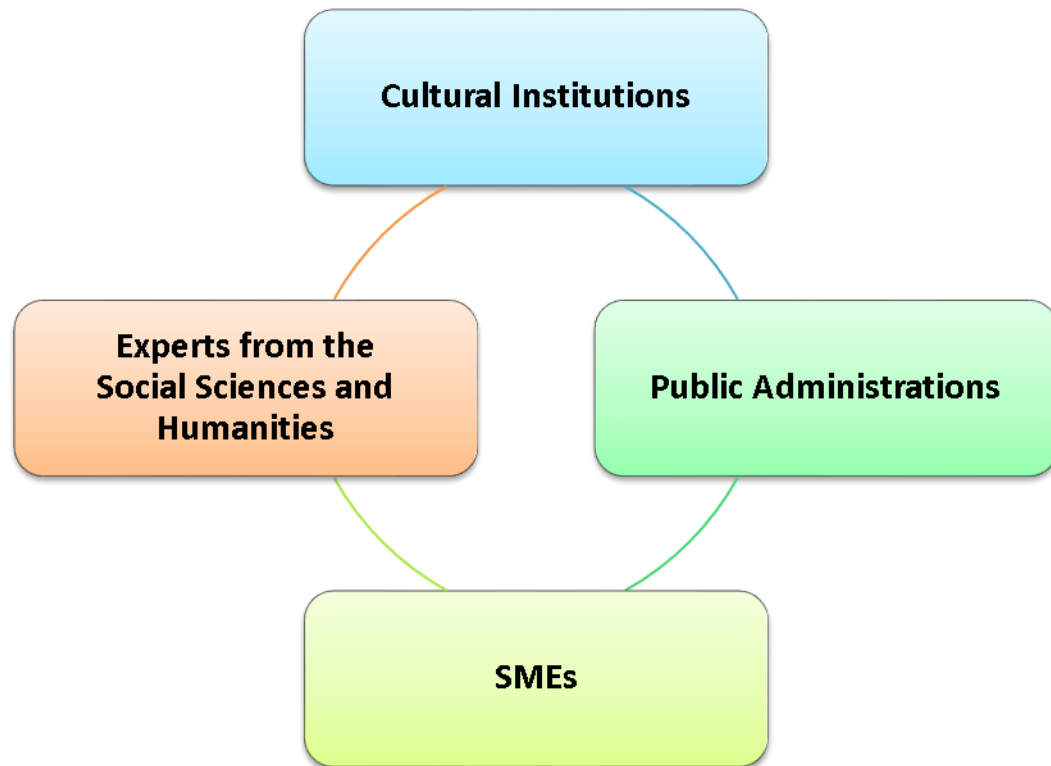 Cultural Institutions
Experts from the
Social Sciences and
Humanities
Public Administrations
SMEs